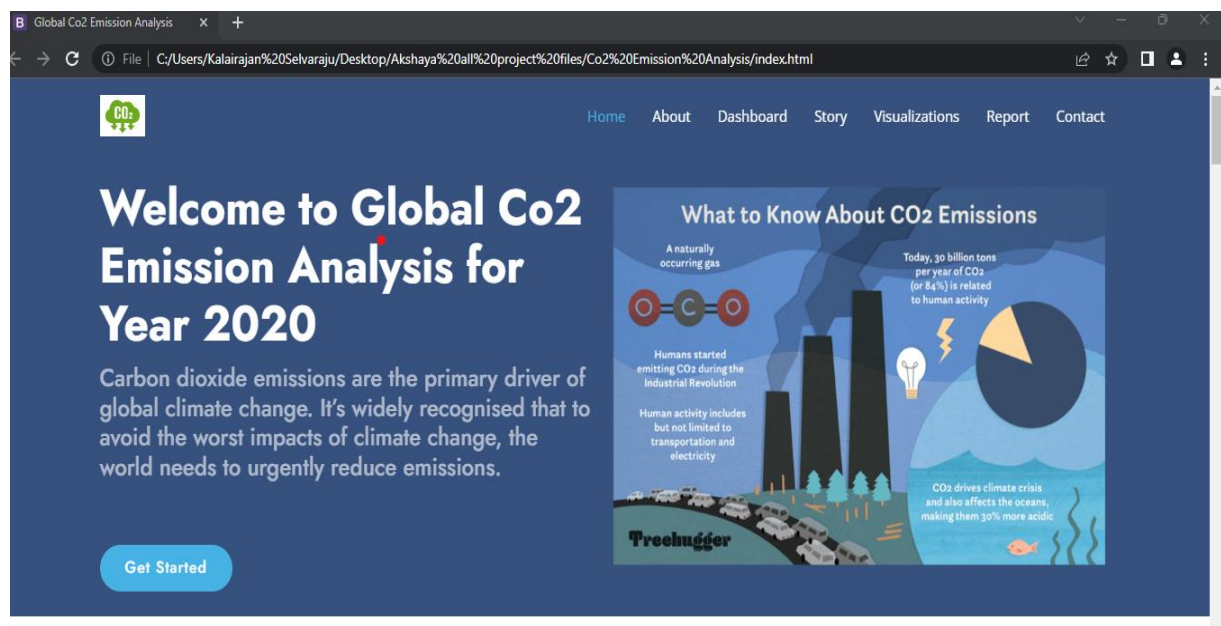 B Global Co2 Emission Analysis
File C:/Users/Kalairajan%20Selvaraju/Desktop/Akshaya%20all%20project%20files/Co2%20Emission%20Analysis/index.html
CO₂
Home About Dashboard Story Visualizations Report Contact
Welcome to Global Co2
Emission Analysis for
Year 2020
Carbon dioxide emissions are the primary driver of
global climate change. It's widely recognised that to
avoid the worst impacts of climate change, the
world needs to urgently reduce emissions.
Get Started
What to Know About CO2 Emissions
A naturally
occurring gas
O=C=O
Humans started
emitting CO2 during the
Industrial Revolution
Human activity includes
but not limited to
transportation and
electricity
Today, 30 billion tons
per year of CO2
(or 84%) is related
to human activity
CO2 drives climate crisis
and also affects the oceans,
making them 30% more acidic
Treehugger